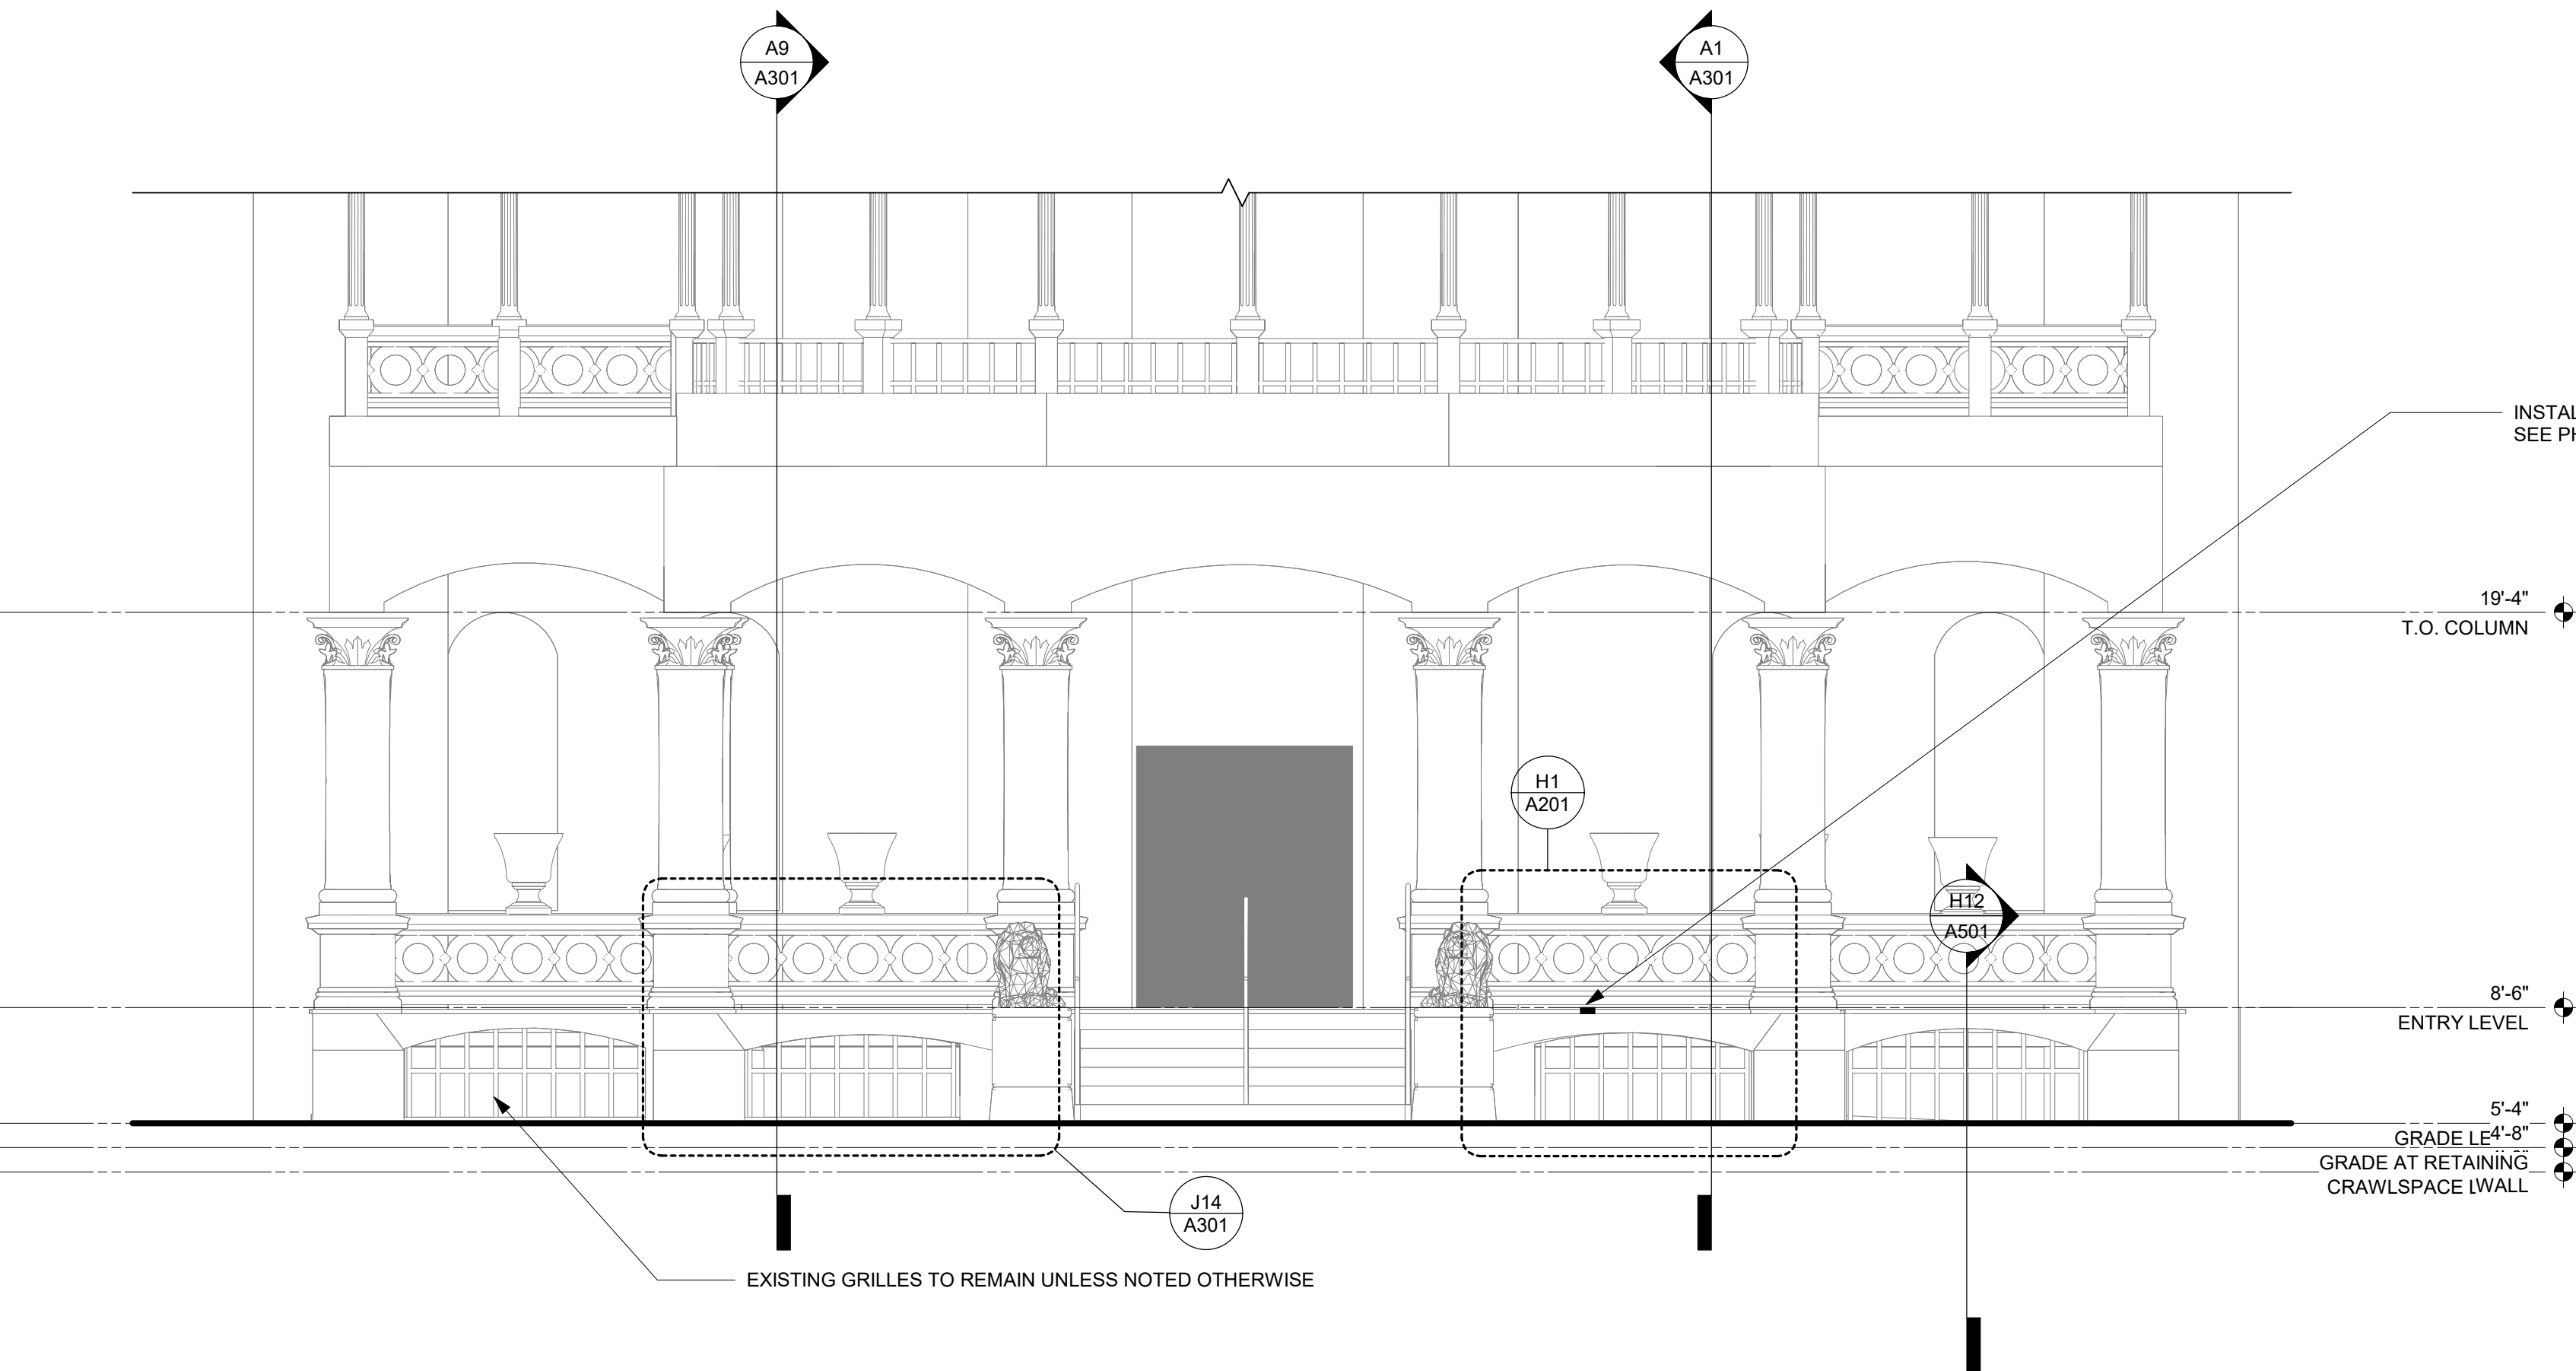 A9
A301
A1
A301
INSTAL
SEE PH
19'-4"
T.O. COLUMN
H1
A201
H12
A501
8'-6"
ENTRY LEVEL
5'-4"
GRADE LE
4'-8"
GRADE AT RETAINING
CRAWLSPACE L
WALL
J14
A301
EXISTING GRILLES TO REMAIN UNLESS NOTED OTHERWISE